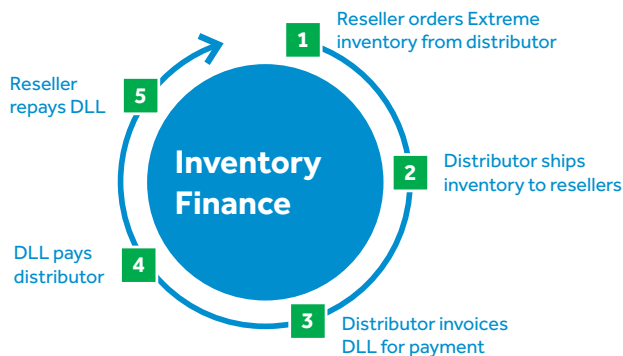 1
Reseller orders Extreme
inventory from distributor
2
Distributor ships
inventory to resellers
3
Distributor invoices
DLL for payment
4
DLL pays
distributor
5
Reseller
repays DLL
Inventory
Finance